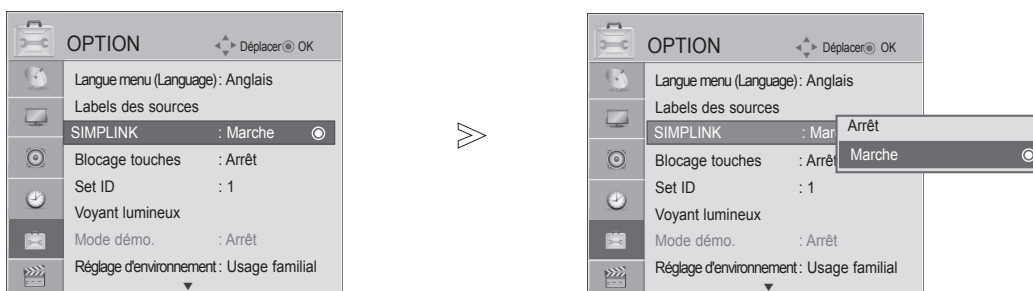 OPTION
Déplacer OK
Langue menu (Language) : Anglais
Labels des sources
SIMPLINK : Marche
Blocage touches : Arrêt
Set ID : 1
Voyant lumineux
Mode démo. : Arrêt
Réglage d'environnement : Usage familial
OPTION
Déplacer OK
Langue menu (Language) : Anglais
Labels des sources
SIMPLINK : Mar
Blocage touches : Arrêt
Set ID : 1
Voyant lumineux
Mode démo. : Arrêt
Réglage d'environnement : Usage familial
Arrêt
Marche